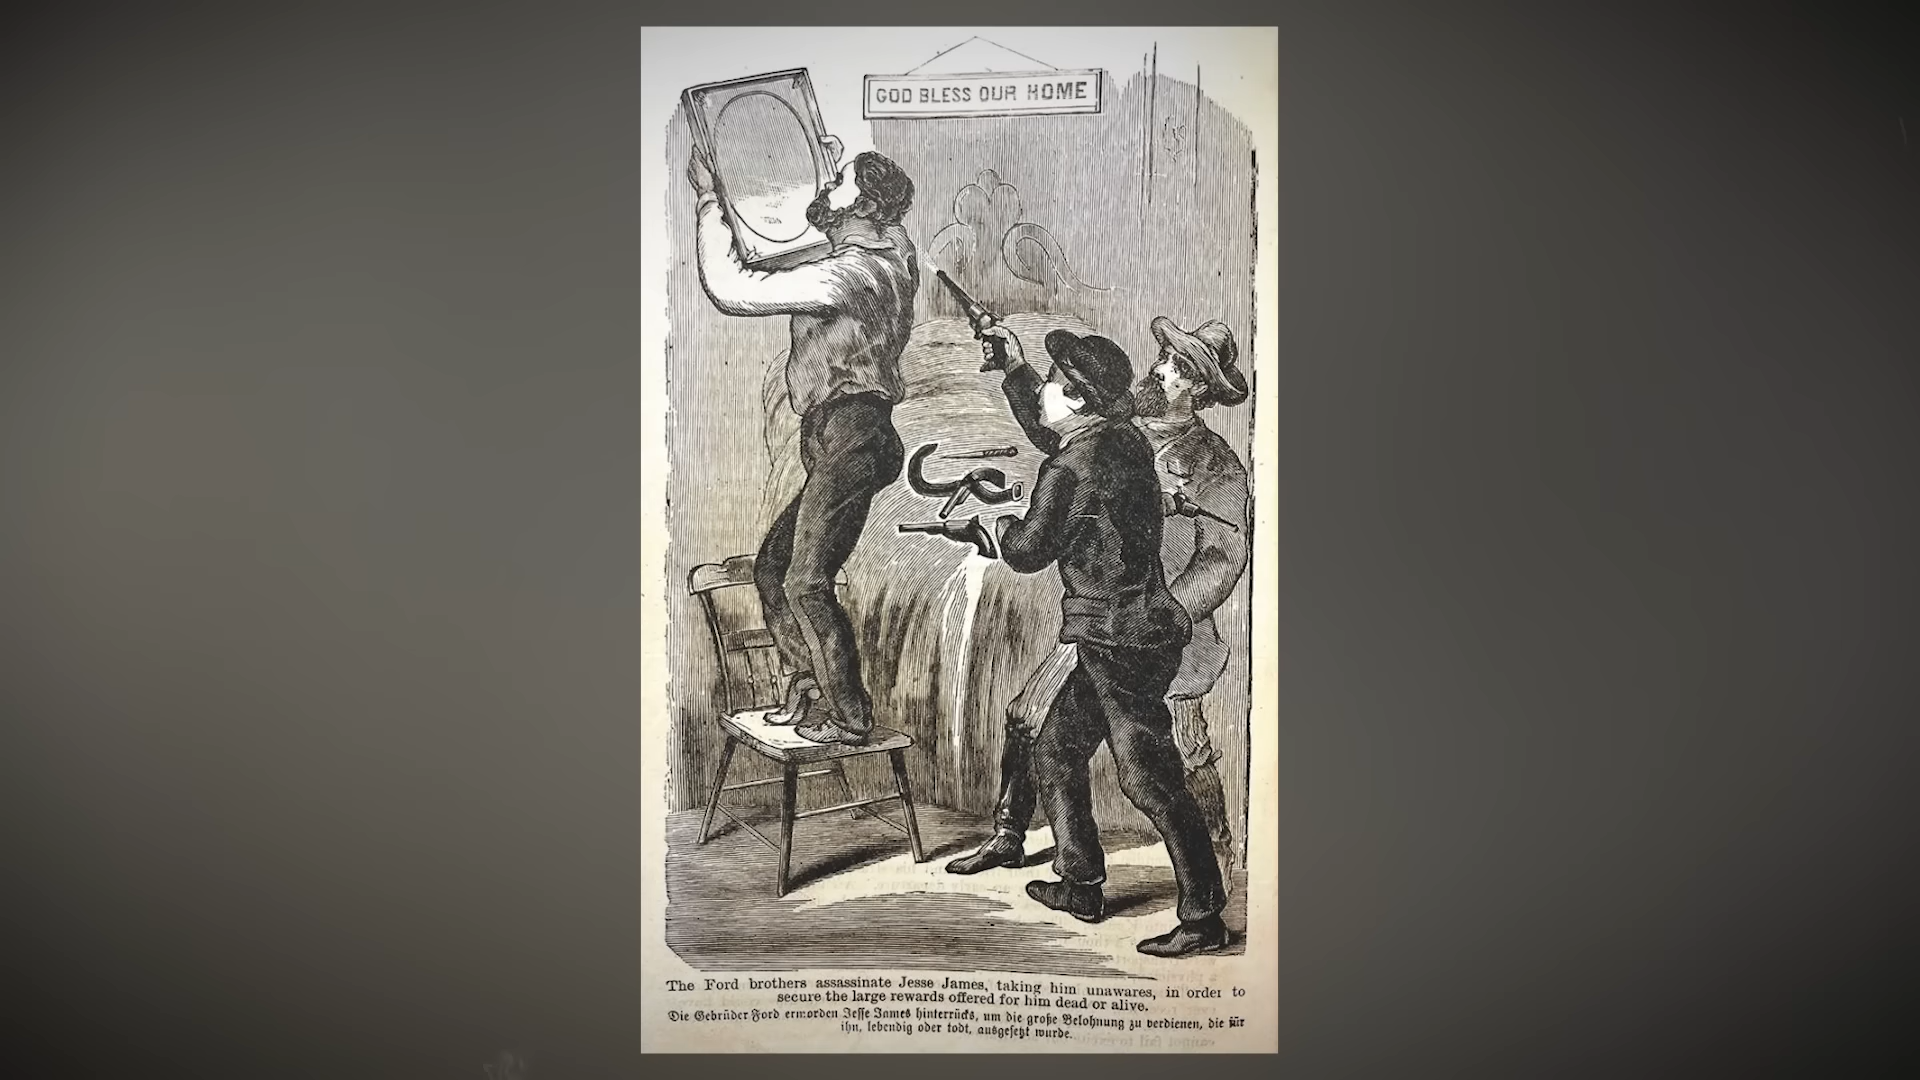 GOD BLESS OUR HOME
The Ford brothers assassinate Jesse James, taking him unawares, in order to
secure the large rewards offered for him dead or alive.
Die Gebrüder Ford ermorden Jesse James hinterrücks, um die große Belohnung zu verdienen, die für
ihn, lebendig oder todt, ausgesetzt wurde.